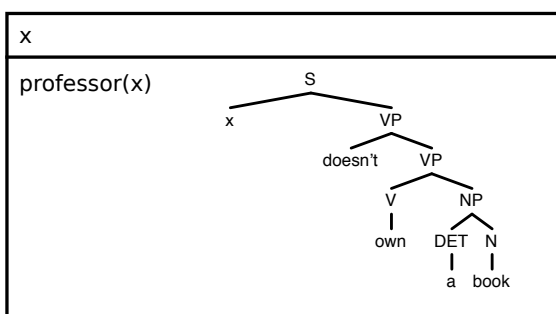 x
professor(x)
S
x
VP
doesn't
VP
V
NP
own
DET
N
a
book